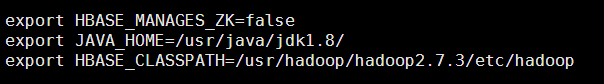 export HBASE_MANAGES_ZK=false
export JAVA_HOME=/usr/java/jdk1.8/
export HBASE_CLASSPATH=/usr/hadoop/hadoop2.7.3/etc/hadoop